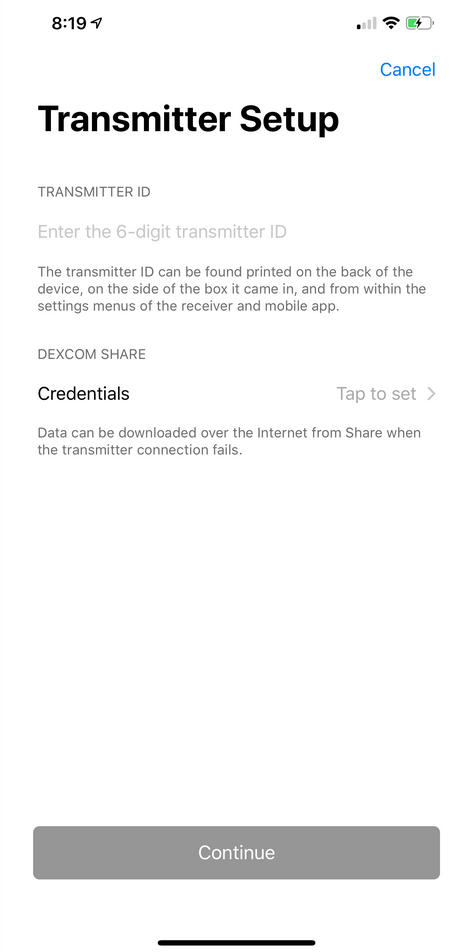 8:19
Cancel
Transmitter Setup
TRANSMITTER ID
Enter the 6-digit transmitter ID
The transmitter ID can be found printed on the back of the
device, on the side of the box it came in, and from within the
settings menus of the receiver and mobile app.
DEXCOM SHARE
Credentials Tap to set
Data can be downloaded over the Internet from Share when
the transmitter connection fails.
Continue